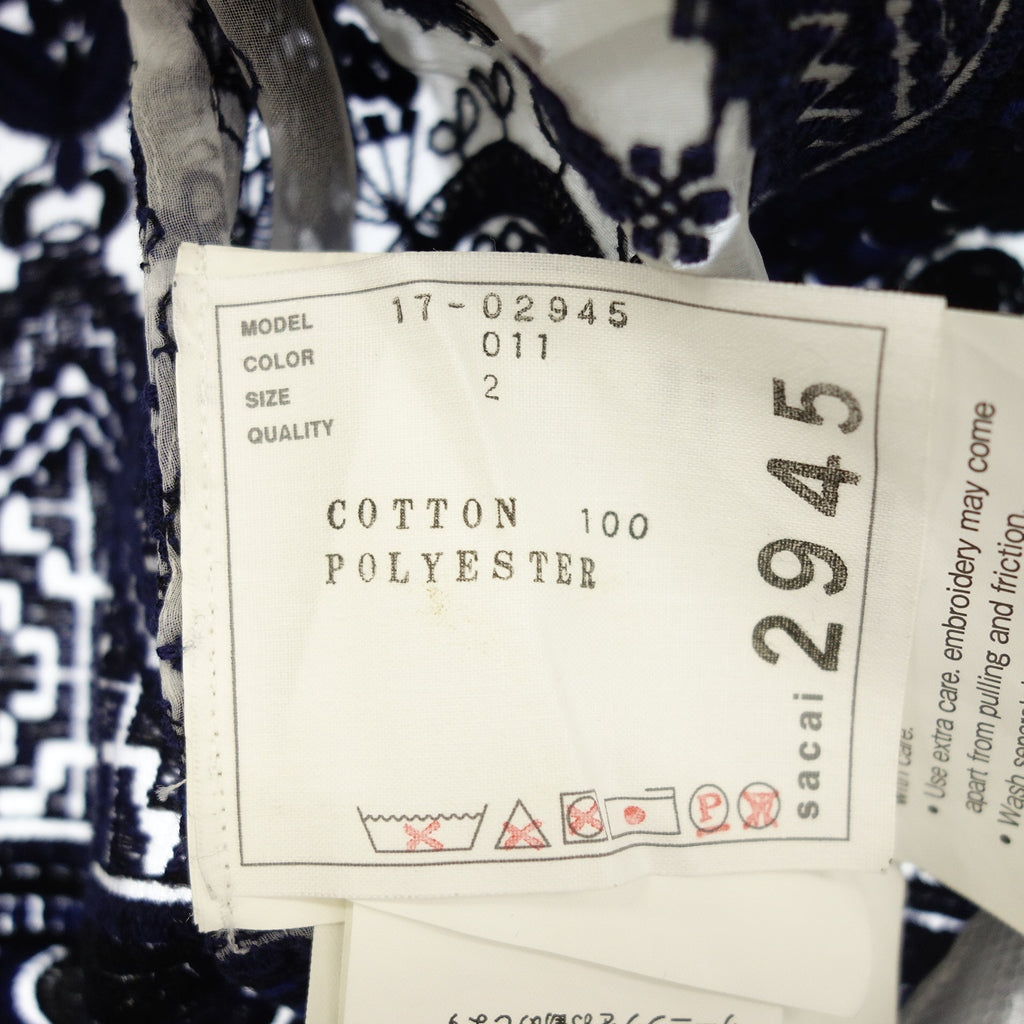 MODEL 17-02945
COLOR 011
SIZE 2
QUALITY
COTTON 100
POLYESTER
P
sacai 2945
with care.
• Use extra care. embroidery may come
apart from pulling and friction
• Wash